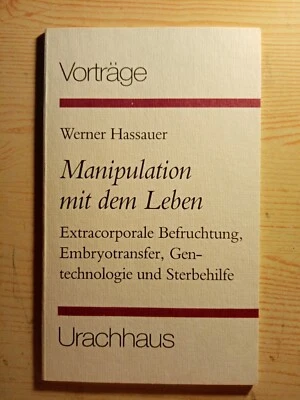 Vorträge
Werner Hassauer
Manipulation
mit dem Leben
Extracorporale Befruchtung,
Embryotransfer, Gen-
technologie und Sterbehilfe
Urachhaus